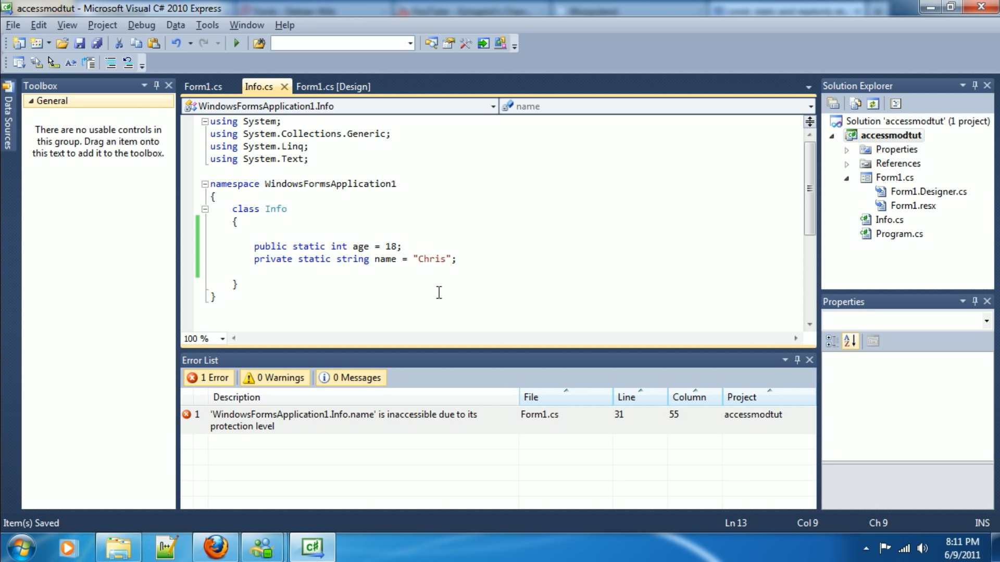 accessmodtut - Microsoft Visual C# 2010 Express
File Edit View Project Debug Data Tools Window Help
Data Sources
Toolbox
General
There are no usable controls in
this group. Drag an item onto
this text to add it to the toolbox.
Form1.cs Info.cs Form1.cs [Design]
WindowsFormsApplication1.Info name
using System;
using System.Collections.Generic;
using System.Linq;
using System.Text;
namespace WindowsFormsApplication1
{
class Info
{
public static int age = 18;
private static string name = "Chris";
}
}
100 %
Error List
1 Error 0 Warnings 0 Messages
Description File Line Column Project
1 'WindowsFormsApplication1.Info.name' is inaccessible due to its
protection level
Form1.cs 31 55 accessmodtut
Solution Explorer
Solution 'accessmodtut' (1 project)
accessmodtut
Properties
References
Form1.cs
Form1.Designer.cs
Form1.resx
Info.cs
Program.cs
Properties
Item(s) Saved Ln 13 Col 9 Ch 9 INS
8:11 PM
6/9/2011